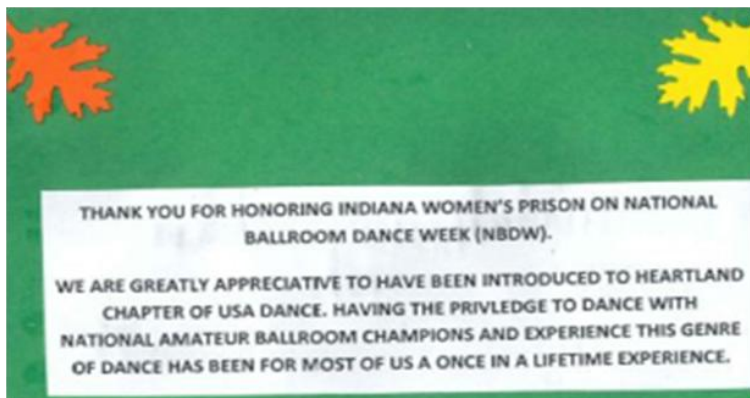 THANK YOU FOR HONORING INDIANA WOMEN'S PRISON ON NATIONAL
BALLROOM DANCE WEEK (NBDW).
WE ARE GREATLY APPRECIATIVE TO HAVE BEEN INTRODUCED TO HEARTLAND
CHAPTER OF USA DANCE. HAVING THE PRIVLEDGE TO DANCE WITH
NATIONAL AMATEUR BALLROOM CHAMPIONS AND EXPERIENCE THIS GENRE
OF DANCE HAS BEEN FOR MOST OF US A ONCE IN A LIFETIME EXPERIENCE.